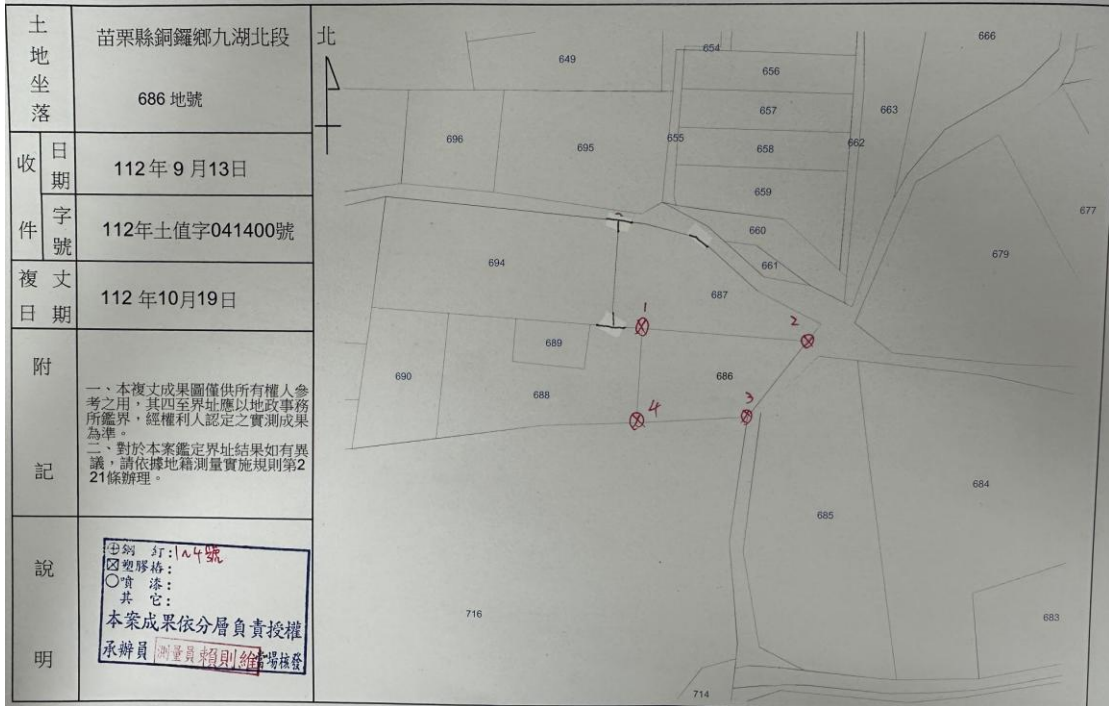 土地坐落
苗栗縣銅鑼鄉九湖北段
686 地號
收件
日期
112 年 9 月13日
字號
112年土值字041400號
複丈日期
112 年10月19日
附記
一、本複丈成果圖僅供所有權人參
考之用，其四至界址應以地政事務
所鑑界，經權利人認定之實測成果
為準。
二、對於本案鑑定界址結果如有異
議，請依據地籍測量實施規則第2
21條辦理。
說明
鋼釘：1~4號
塑膠樁：
噴漆：
其它：
本案成果依分層負責授權
承辦員 測量員賴則維當場核發
北
649
654
666
656
657
663
696
695
655
658
662
659
677
660
661
679
694
687
1
2
689
690
688
686
3
4
684
685
716
683
714